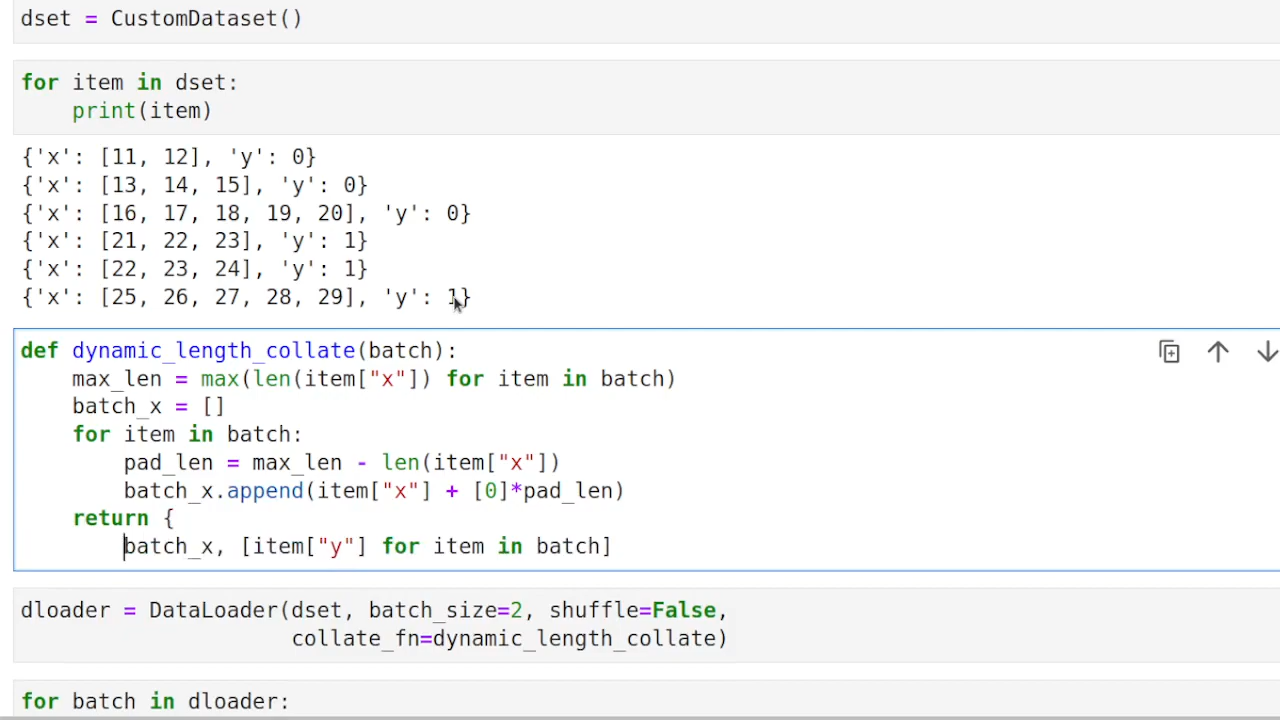 dset = CustomDataset()
for item in dset:
    print(item)
{'x': [11, 12], 'y': 0}
{'x': [13, 14, 15], 'y': 0}
{'x': [16, 17, 18, 19, 20], 'y': 0}
{'x': [21, 22, 23], 'y': 1}
{'x': [22, 23, 24], 'y': 1}
{'x': [25, 26, 27, 28, 29], 'y': 1}
def dynamic_length_collate(batch):
    max_len = max(len(item["x"]) for item in batch)
    batch_x = []
    for item in batch:
        pad_len = max_len - len(item["x"])
        batch_x.append(item["x"] + [0]*pad_len)
    return {
        batch_x, [item["y"] for item in batch]
dloader = DataLoader(dset, batch_size=2, shuffle=False,
                     collate_fn=dynamic_length_collate)
for batch in dloader: